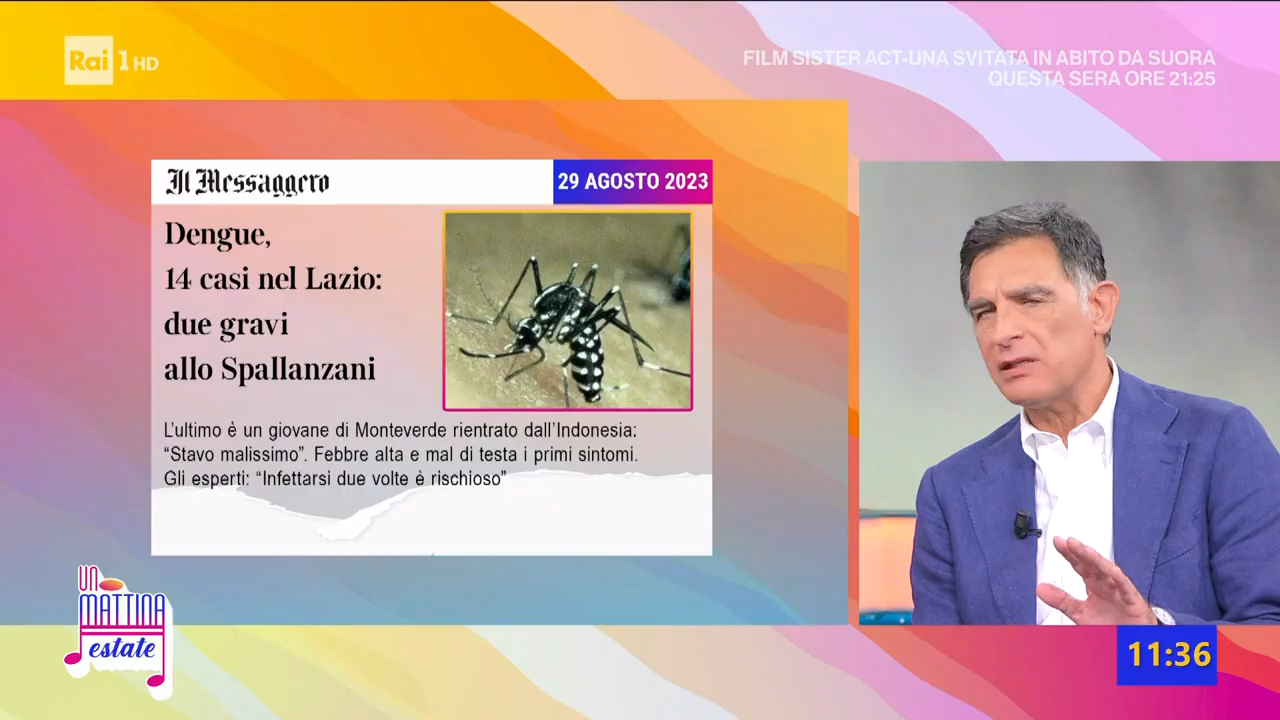 Rai 1 HD
FILM SISTER ACT-UNA SVITATA IN ABITO DA SUORA
QUESTA SERA ORE 21:25
Il Messaggero
29 AGOSTO 2023
Dengue,
14 casi nel Lazio:
due gravi
allo Spallanzani
L'ultimo è un giovane di Monteverde rientrato dall'Indonesia:
“Stavo malissimo”. Febbre alta e mal di testa i primi sintomi.
Gli esperti: “Infettarsi due volte è rischioso”
UN
MATTINA
estate
11:36